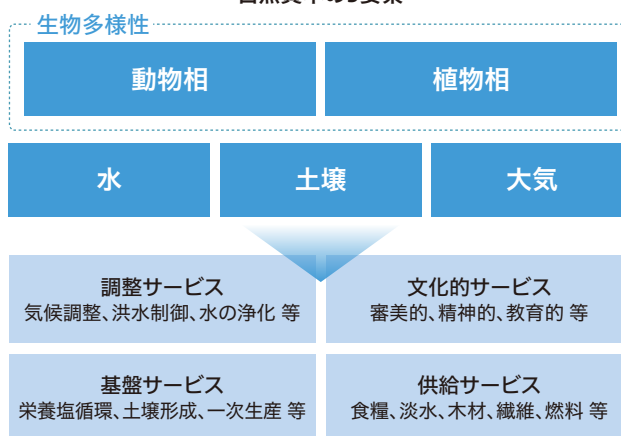 生物多様性
動物相
植物相
水
土壌
大気
調整サービス
気候調整、洪水制御、水の浄化 等
文化的サービス
審美的、精神的、教育的 等
基盤サービス
栄養塩循環、土壌形成、一次生産 等
供給サービス
食糧、淡水、木材、繊維、燃料 等